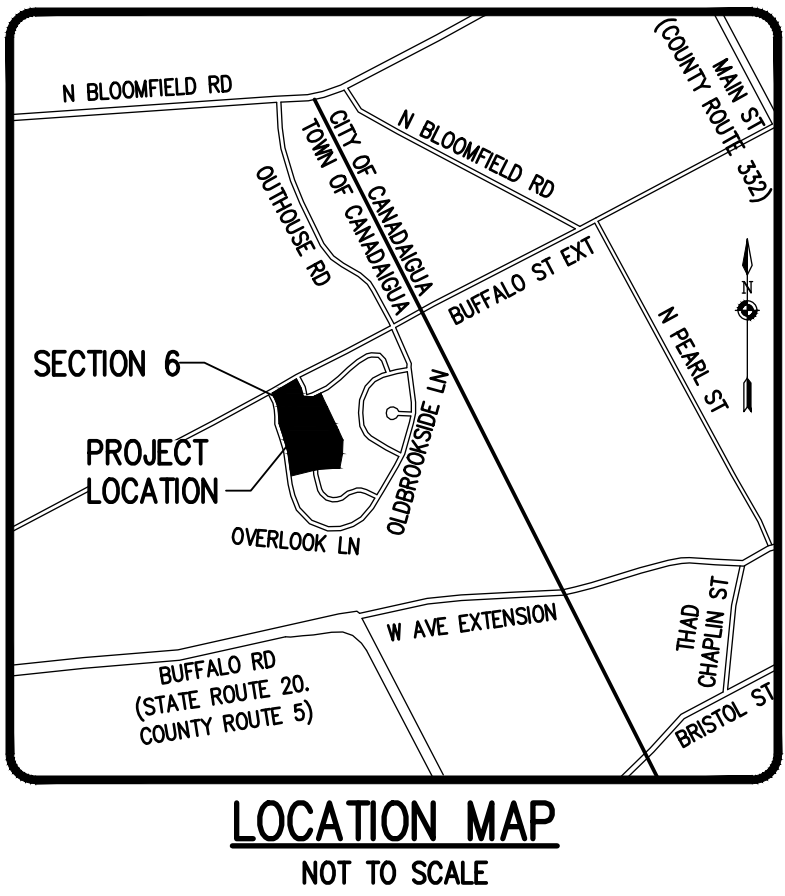 N BLOOMFIELD RD
MAIN ST
(COUNTY ROUTE 332)
CITY OF CANADAIGUA
TOWN OF CANADAIGUA
N BLOOMFIELD RD
OUTHOUSE RD
BUFFALO ST EXT
N
N PEARL ST
SECTION 6
PROJECT
LOCATION
OLDBROOKSIDE LN
OVERLOOK LN
W AVE EXTENSION
THAD
CHAPLIN ST
BUFFALO RD
(STATE ROUTE 20.
COUNTY ROUTE 5)
BRISTOL ST
LOCATION MAP
NOT TO SCALE